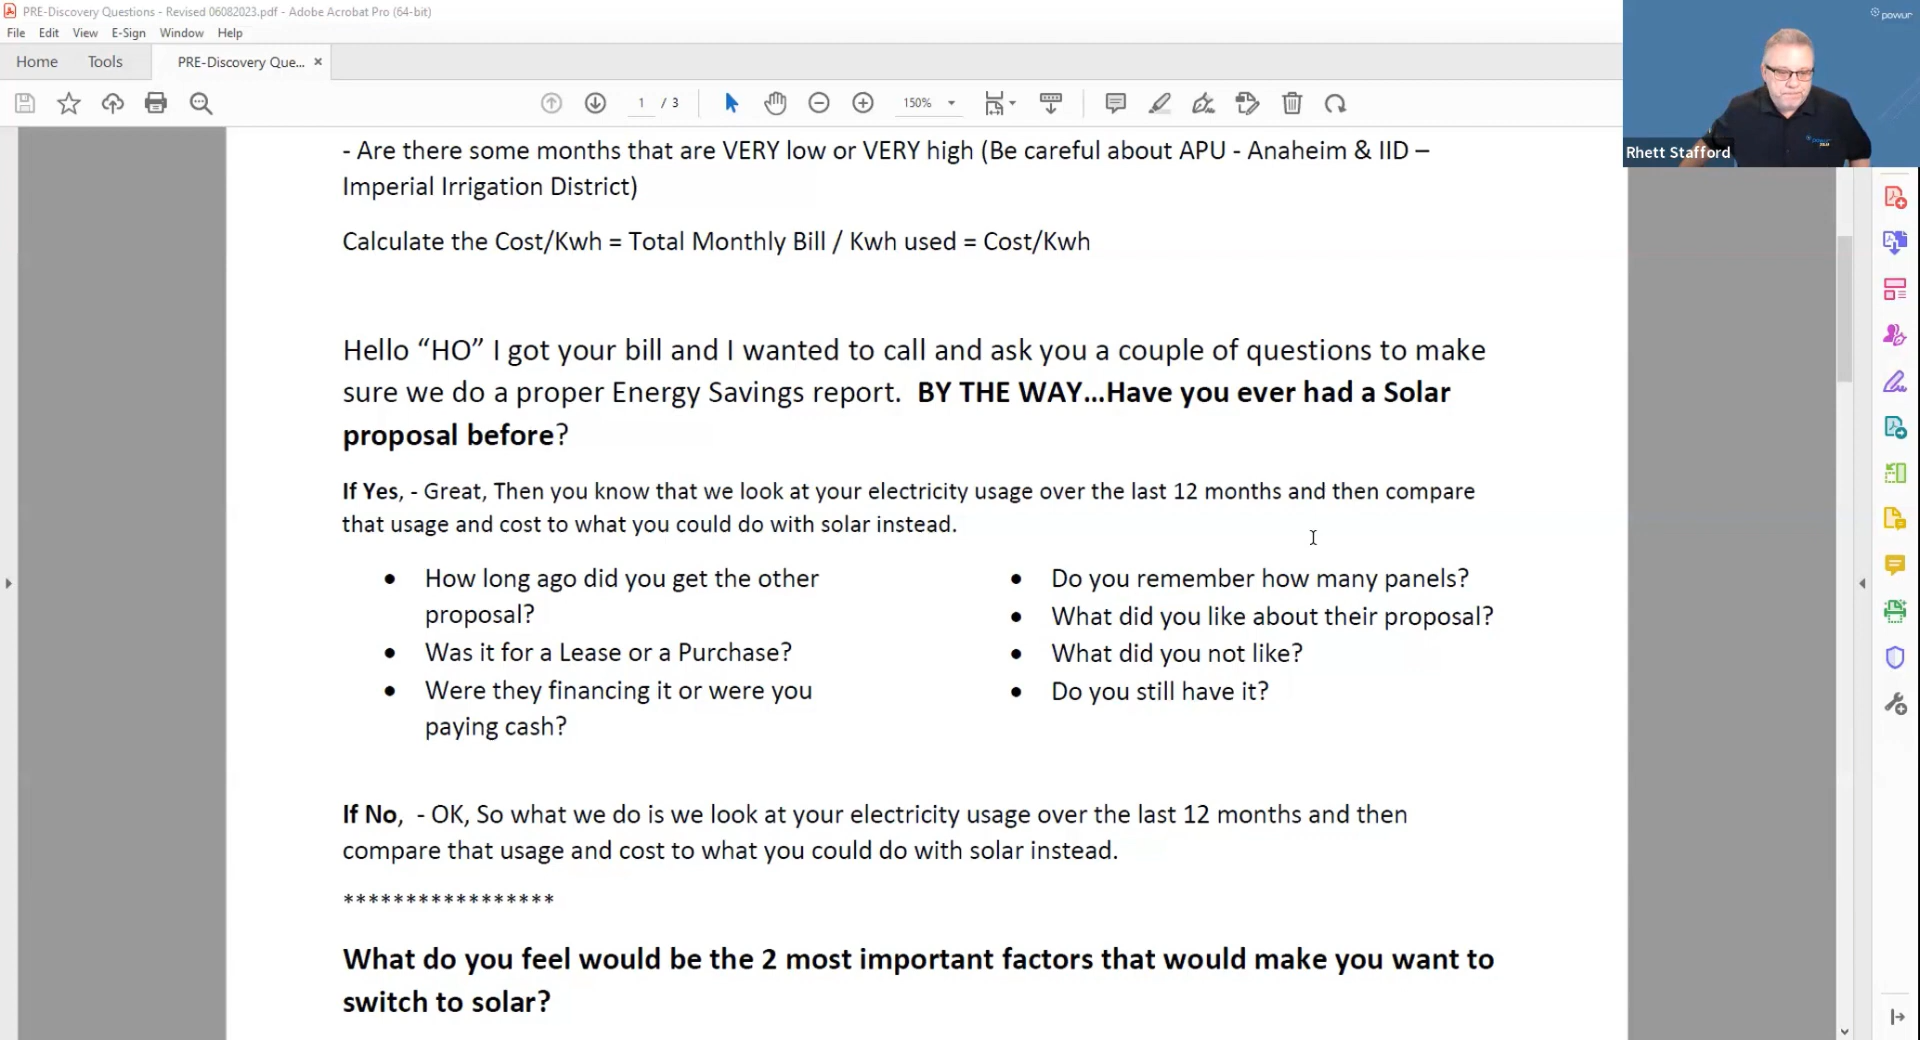 PRE-Discovery Questions - Revised 06082023.pdf - Adobe Acrobat Pro (64-bit)
File Edit View E-Sign Window Help
Home Tools PRE-Discovery Que... ×
1 / 3 150%
powur
Rhett Stafford
- Are there some months that are VERY low or VERY high (Be careful about APU - Anaheim & IID –
Imperial Irrigation District)
Calculate the Cost/Kwh = Total Monthly Bill / Kwh used = Cost/Kwh
Hello “HO” I got your bill and I wanted to call and ask you a couple of questions to make
sure we do a proper Energy Savings report. BY THE WAY...Have you ever had a Solar
proposal before?
If Yes, - Great, Then you know that we look at your electricity usage over the last 12 months and then compare
that usage and cost to what you could do with solar instead.
• How long ago did you get the other
proposal?
• Was it for a Lease or a Purchase?
• Were they financing it or were you
paying cash?
• Do you remember how many panels?
• What did you like about their proposal?
• What did you not like?
• Do you still have it?
If No, - OK, So what we do is we look at your electricity usage over the last 12 months and then
compare that usage and cost to what you could do with solar instead.
*****************
What do you feel would be the 2 most important factors that would make you want to
switch to solar?